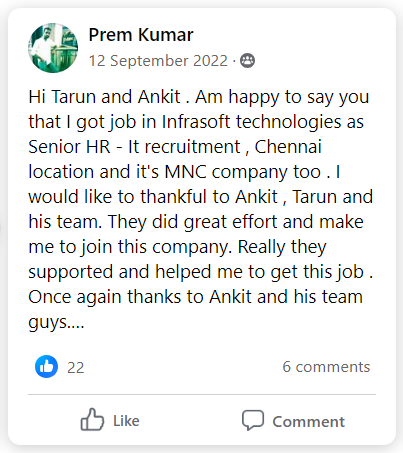 Prem Kumar
12 September 2022 ·
Hi Tarun and Ankit . Am happy to say you
that I got job in Infrasoft technologies as
Senior HR - It recruitment , Chennai
location and it's MNC company too . I
would like to thankful to Ankit , Tarun and
his team. They did great effort and make
me to join this company. Really they
supported and helped me to get this job .
Once again thanks to Ankit and his team
guys....
22 6 comments
Like Comment